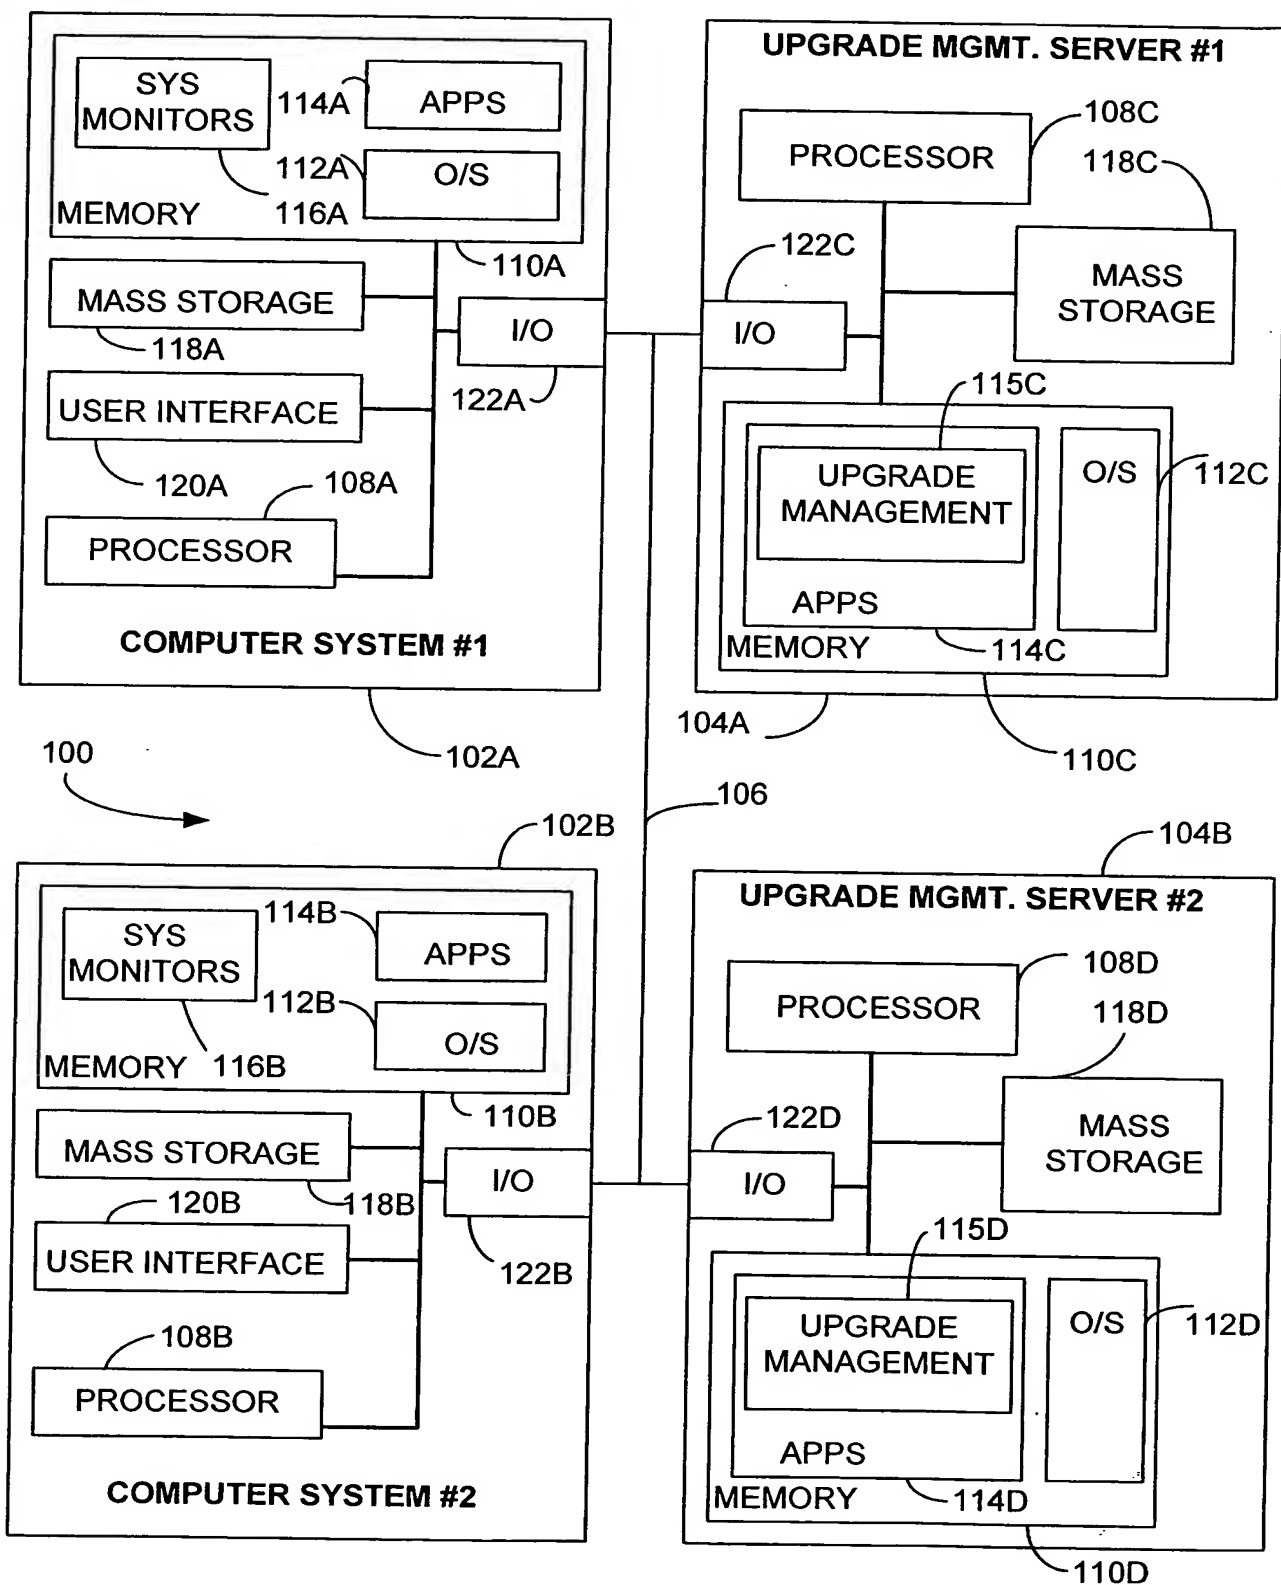 SYS
MONITORS
114A
APPS
112A
O/S
MEMORY
116A
110A
MASS STORAGE
118A
I/O
122A
USER INTERFACE
120A
108A
PROCESSOR
COMPUTER SYSTEM #1
102A
UPGRADE MGMT. SERVER #1
108C
PROCESSOR
118C
122C
MASS
STORAGE
I/O
115C
UPGRADE
MANAGEMENT
O/S
112C
APPS
MEMORY
114C
104A
110C
100
106
102B
SYS
MONITORS
114B
APPS
112B
O/S
MEMORY
116B
110B
MASS STORAGE
118B
I/O
122B
120B
USER INTERFACE
108B
PROCESSOR
COMPUTER SYSTEM #2
104B
UPGRADE MGMT. SERVER #2
108D
PROCESSOR
118D
122D
MASS
STORAGE
I/O
115D
UPGRADE
MANAGEMENT
O/S
112D
APPS
MEMORY
114D
110D